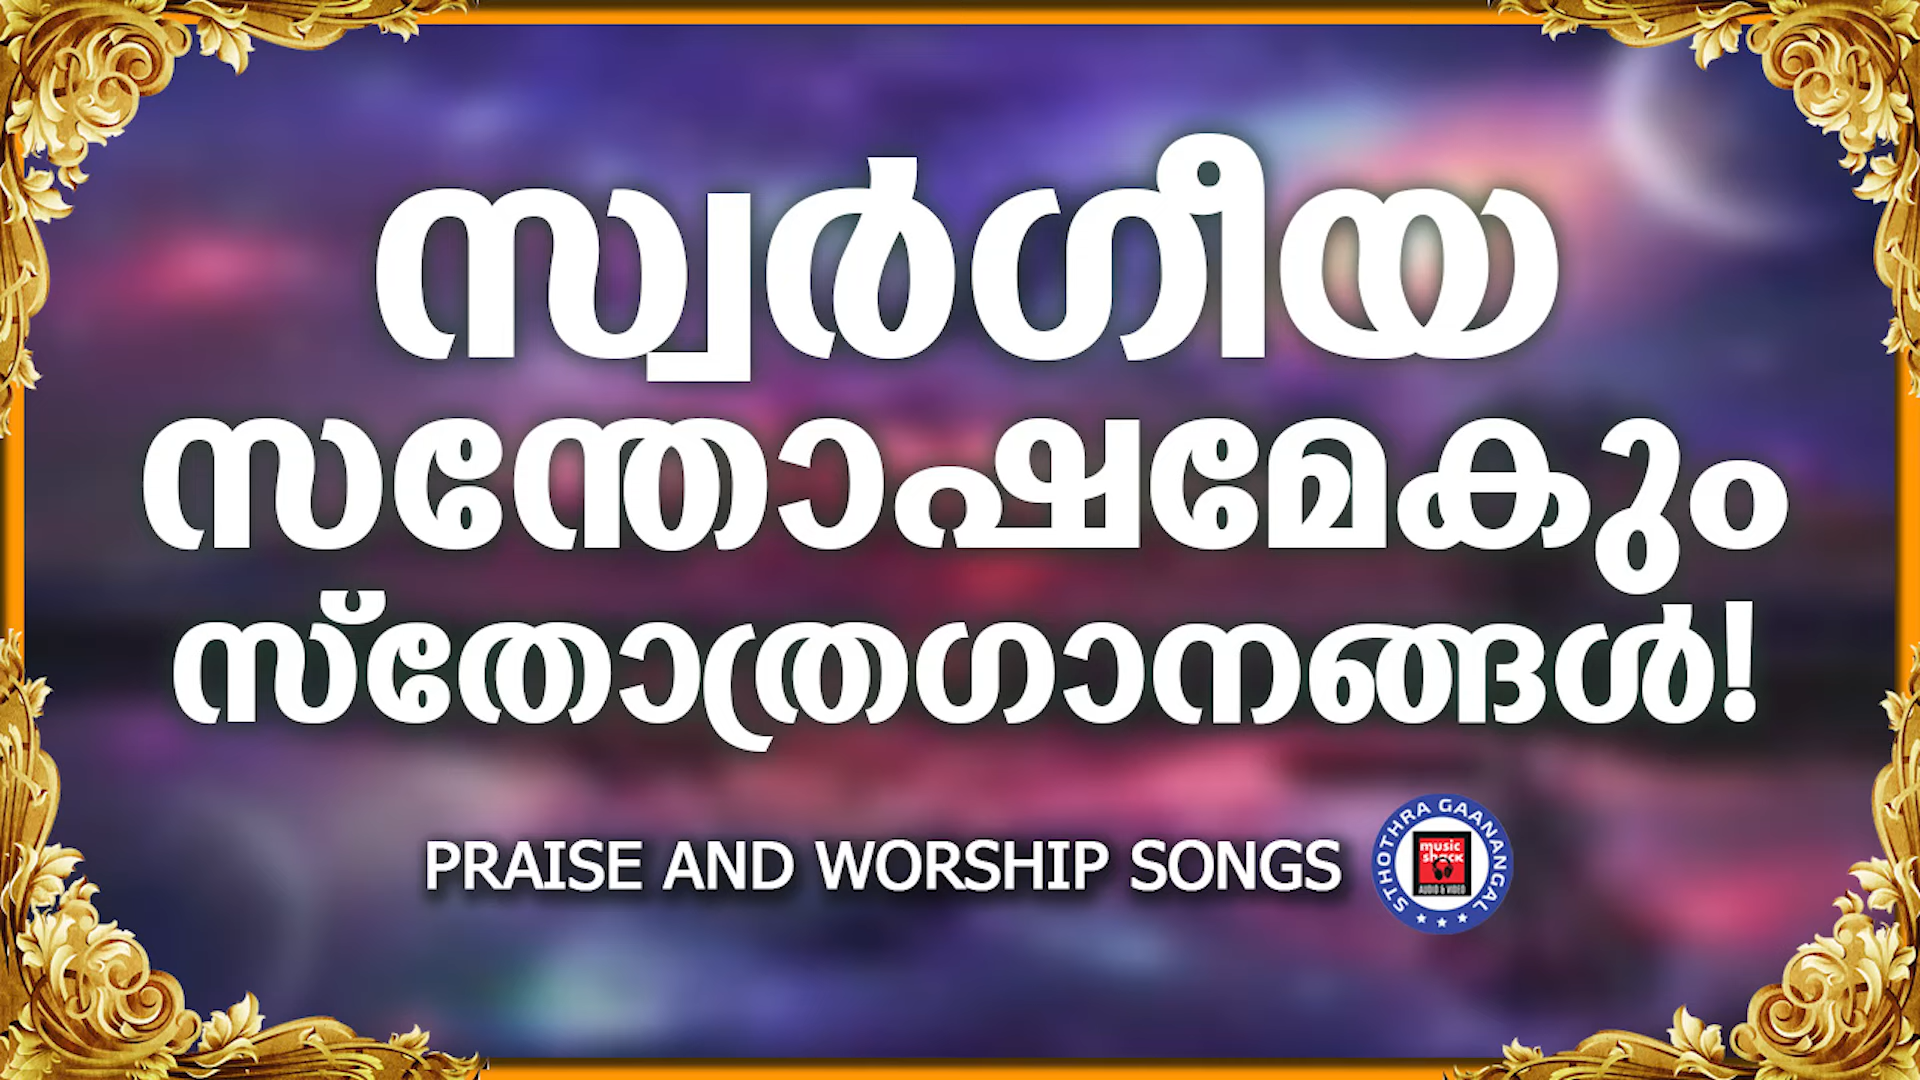 സ്വർഗീയ
സന്തോഷമേകും
സ്തോത്രഗാനങ്ങൾ!
PRAISE AND WORSHIP SONGS
STHOTHRA GAANANGAL
music
shack
AUDIO & VIDEO